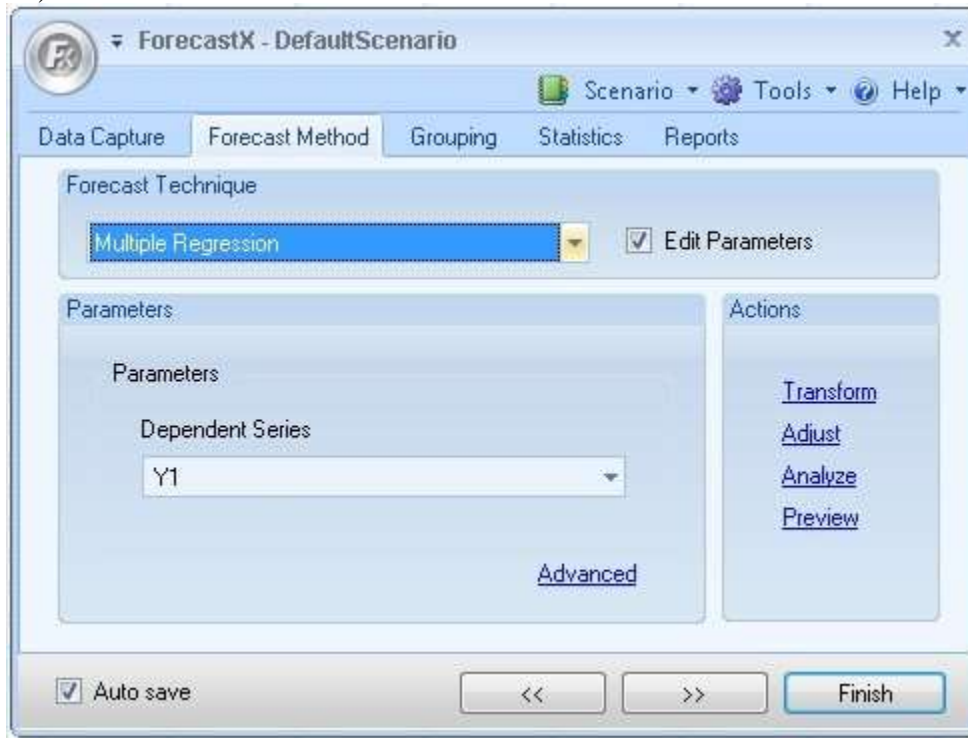 ForecastX - DefaultScenario
Scenario Tools Help
Data Capture Forecast Method Grouping Statistics Reports
Forecast Technique
Multiple Regression Edit Parameters
Parameters Actions
Parameters
Transform
Dependent Series Adjust
Y1 Analyze
Preview
Advanced
Auto save << >> Finish